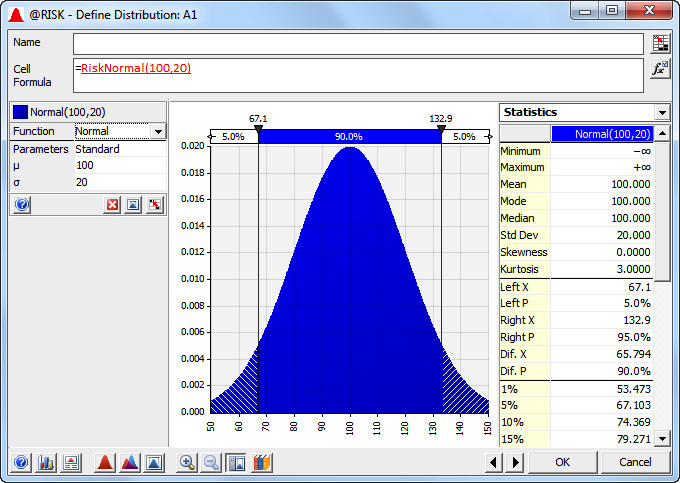 @RISK - Define Distribution: A1
Name
Cell Formula
=RiskNormal(100,20)
Normal(100,20)
Function Normal
Parameters Standard
μ 100
σ 20
67.1 132.9
5.0% 90.0% 5.0%
0.020
0.018
0.016
0.014
0.012
0.010
0.008
0.006
0.004
0.002
0.000
50 60 70 80 90 100 110 120 130 140 150
Statistics
Normal(100,20)
Minimum −∞
Maximum +∞
Mean 100.000
Mode 100.000
Median 100.000
Std Dev 20.000
Skewness 0.0000
Kurtosis 3.0000
Left X 67.1
Left P 5.0%
Right X 132.9
Right P 95.0%
Dif. X 65.794
Dif. P 90.0%
1% 53.473
5% 67.103
10% 74.369
15% 79.271
OK Cancel